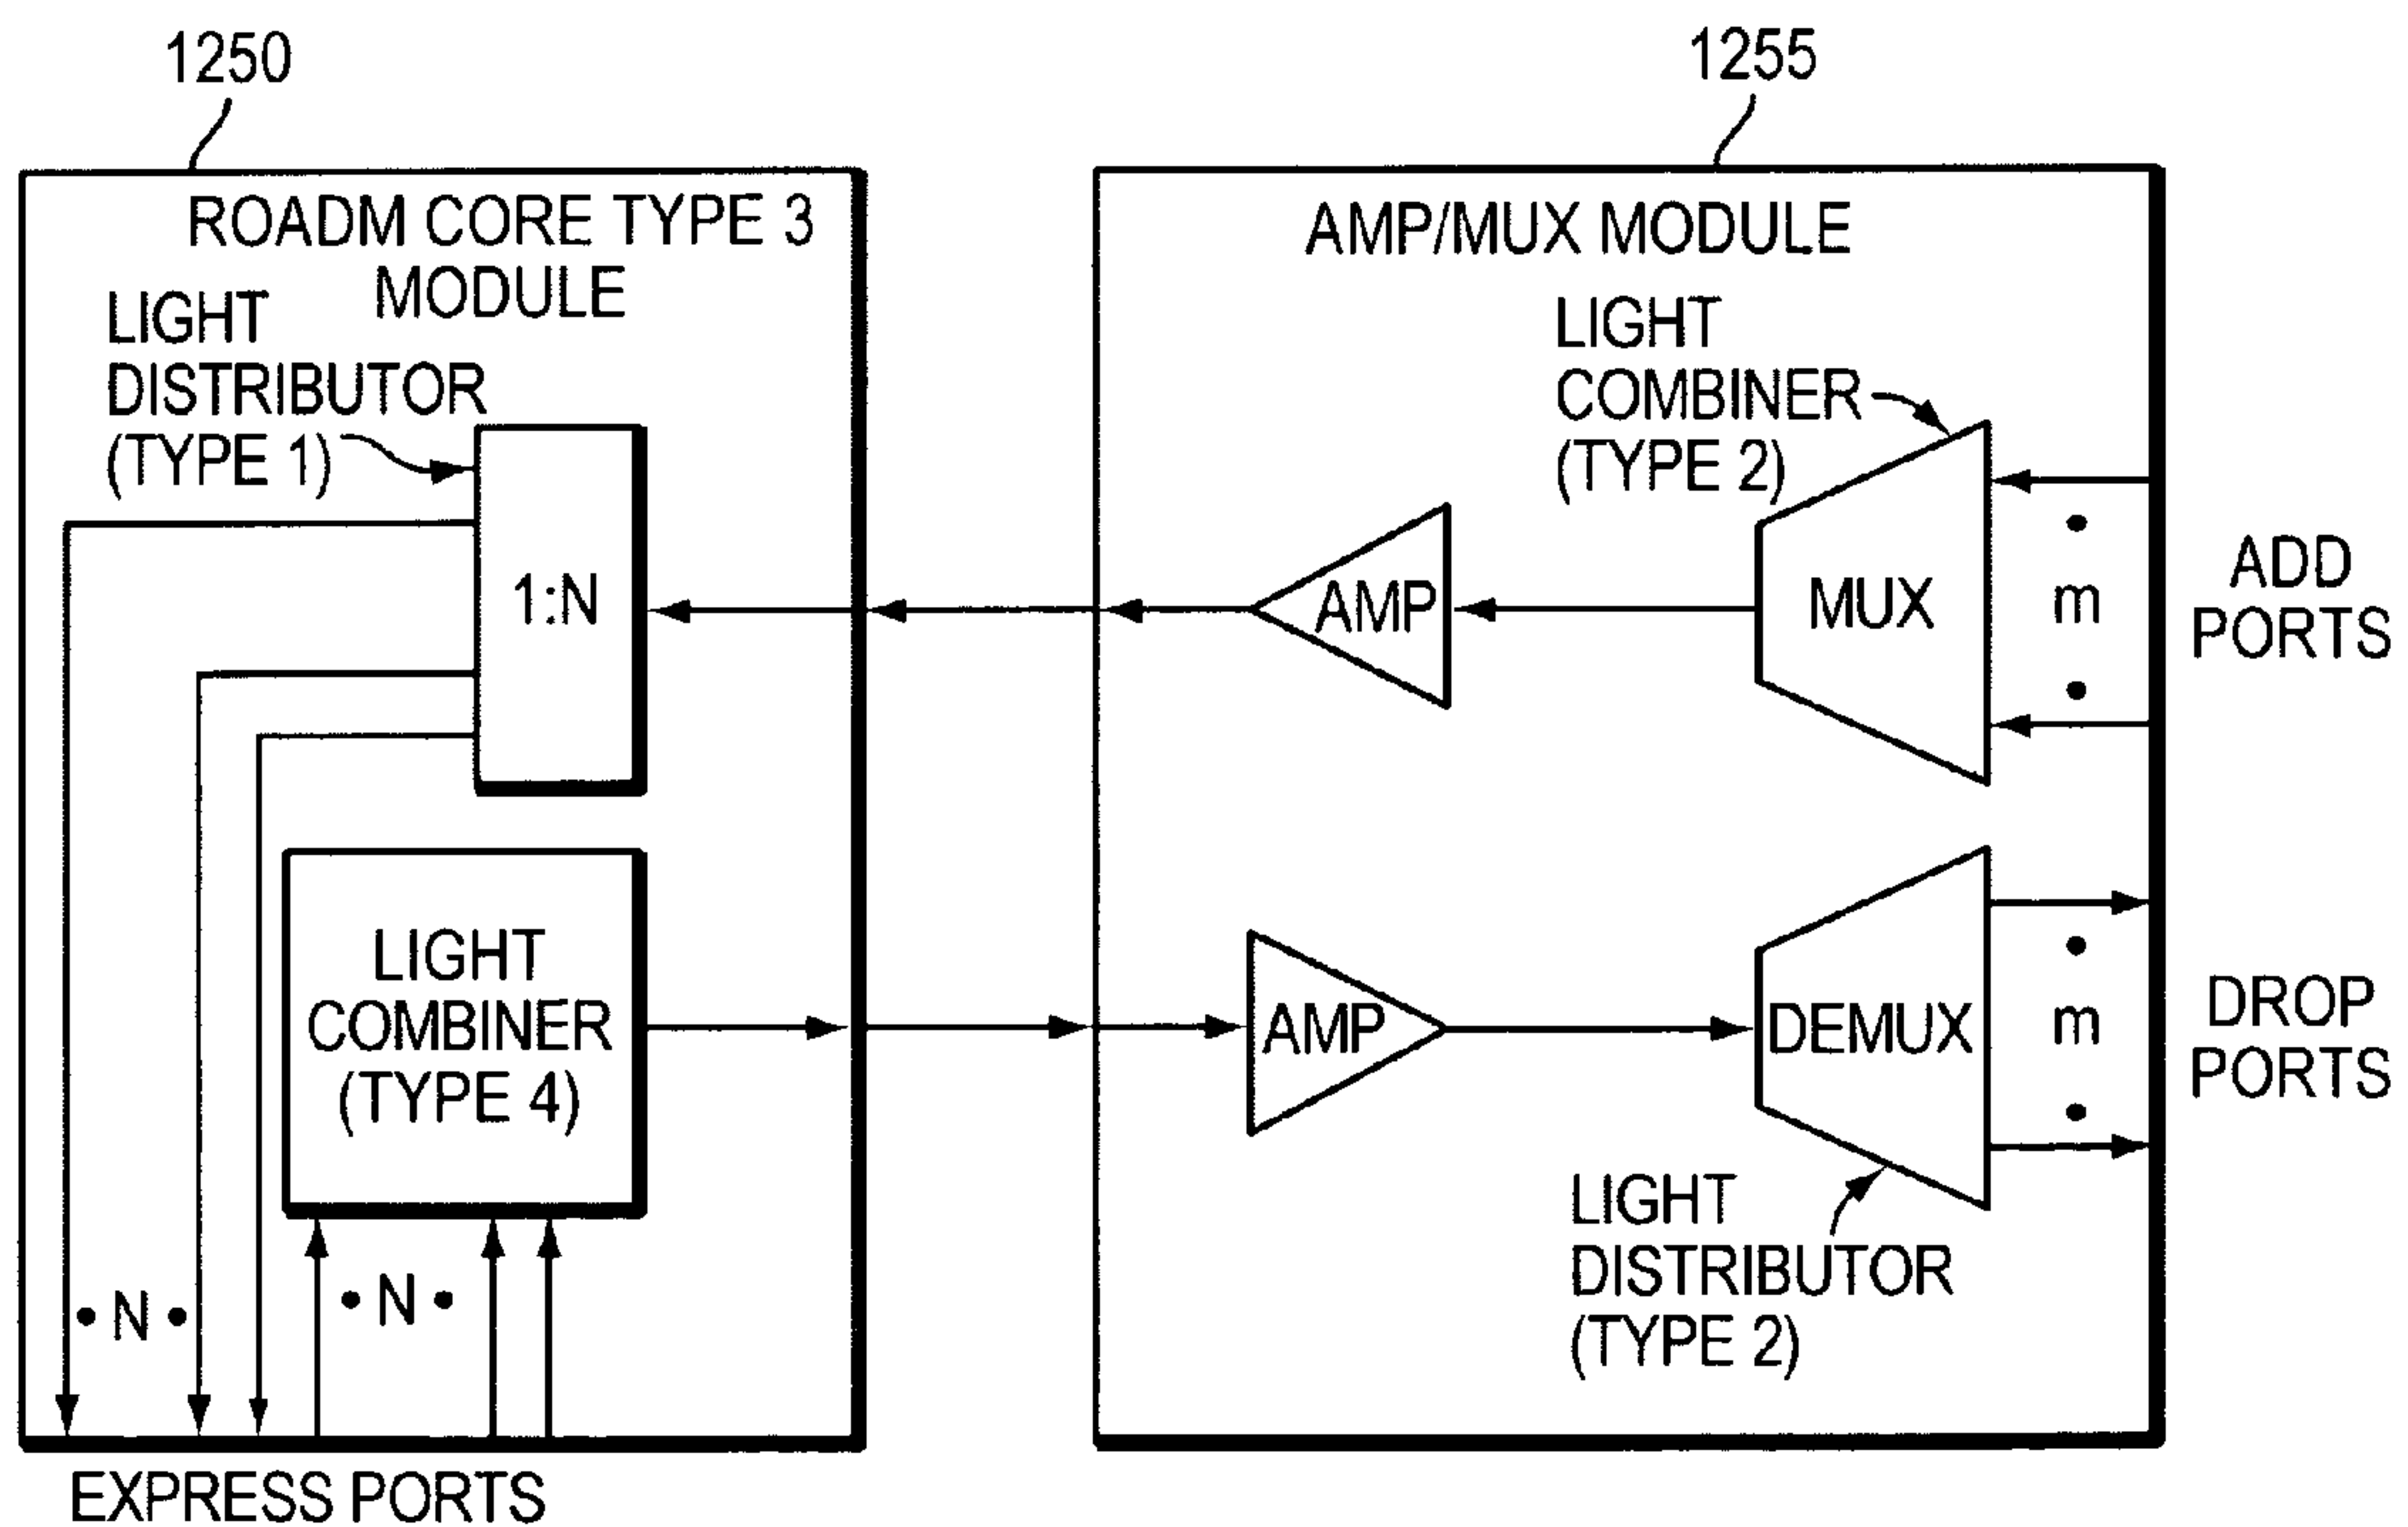 1250
1255
ROADM CORE TYPE 3
MODULE
LIGHT
DISTRIBUTOR
(TYPE 1)
1:N
LIGHT
COMBINER
(TYPE 4)
• N •
• N •
EXPRESS PORTS
AMP/MUX MODULE
LIGHT
COMBINER
(TYPE 2)
AMP
MUX
m
ADD
PORTS
AMP
DEMUX
m
DROP
PORTS
LIGHT
DISTRIBUTOR
(TYPE 2)